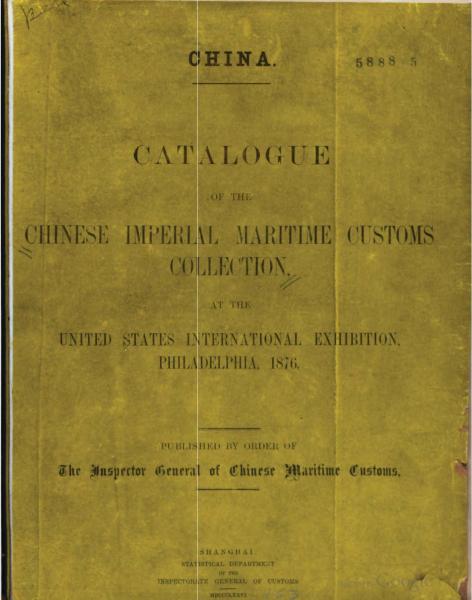 CHINA.
5888 5
CATALOGUE
OF THE
CHINESE IMPERIAL MARITIME CUSTOMS
COLLECTION,
AT THE
UNITED STATES INTERNATIONAL EXHIBITION,
PHILADELPHIA, 1876.
PUBLISHED BY ORDER OF
The Inspector General of Chinese Maritime Customs.
SHANGHAI
STATISTICAL DEPARTMENT
OF THE
INSPECTORATE GENERAL OF CUSTOMS
MDCCCLXXVI
Google